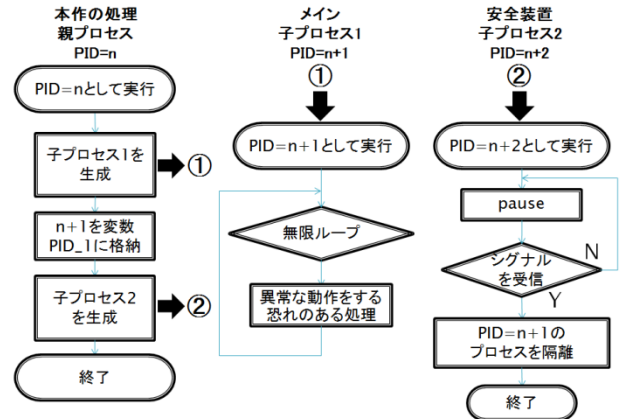 本作の処理
親プロセス
PID=n
PID=nとして実行
子プロセス1を
生成
①
n+1を変数
PID_1に格納
子プロセス2
を生成
②
終了
メイン
子プロセス1
PID=n+1
①
PID=n+1として実行
無限ループ
異常な動作をする
恐れのある処理
安全装置
子プロセス2
PID=n+2
②
PID=n+2として実行
pause
シグナル
を受信
N
Y
PID=n+1の
プロセスを隔離
終了